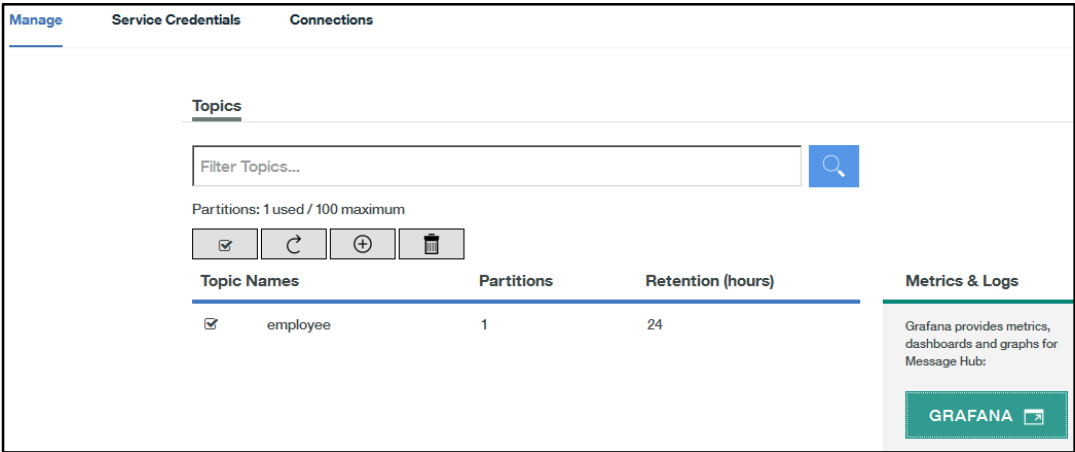 Manage Service Credentials Connections
Topics
Filter Topics...
Partitions: 1 used / 100 maximum
Topic Names Partitions Retention (hours)
employee 1 24
Metrics & Logs
Grafana provides metrics,
dashboards and graphs for
Message Hub:
GRAFANA